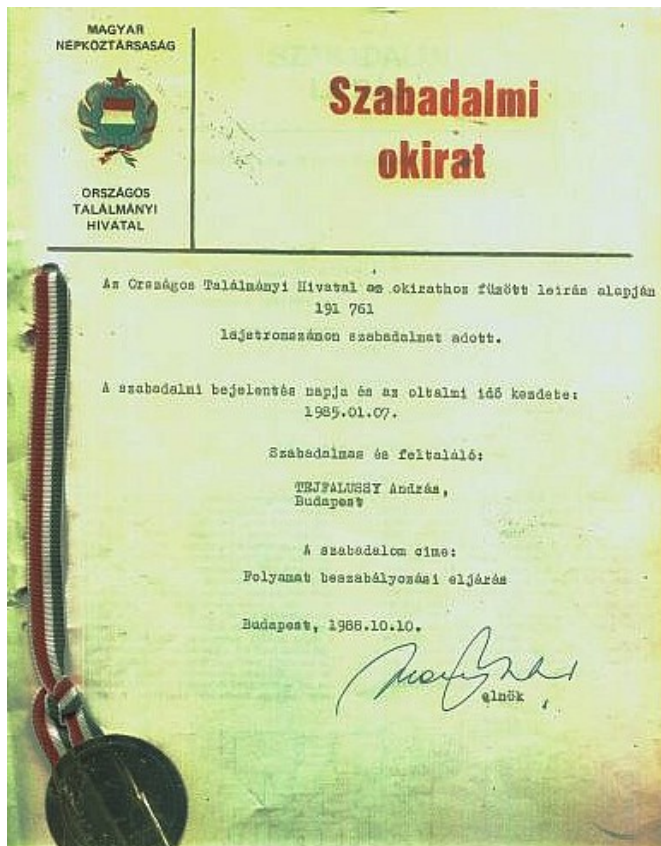 MAGYAR
NÉPKÖZTÁRSASÁG
ORSZÁGOS
TALÁLMÁNYI
HIVATAL
Szabadalmi
okirat
Az Országos Találmányi Hivatal az okirathoz fűzött leírás alapján
191 761
lajstromszámon szabadalmat adott.
A szabadalmi bejelentés napja és az oltalmi idő kezdete:
1985.01.07.
Szabadalmas és feltaláló:
TEJFALUSSY András,
Budapest
A szabadalom címe:
Folyamat beszabályozási eljárás
Budapest, 1988.10.10.
elnök